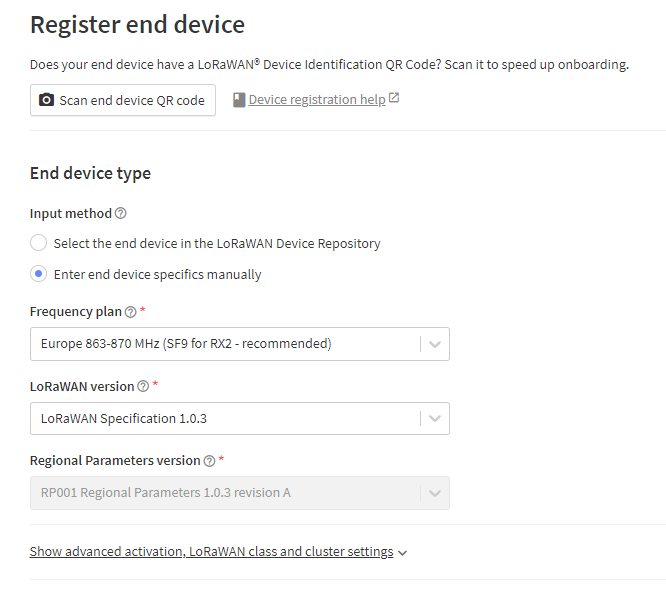 Register end device
Does your end device have a LoRaWAN® Device Identification QR Code? Scan it to speed up onboarding.
Scan end device QR code
Device registration help
End device type
Input method
Select the end device in the LoRaWAN Device Repository
Enter end device specifics manually
Frequency plan *
Europe 863-870 MHz (SF9 for RX2 - recommended)
LoRaWAN version *
LoRaWAN Specification 1.0.3
Regional Parameters version *
RP001 Regional Parameters 1.0.3 revision A
Show advanced activation, LoRaWAN class and cluster settings